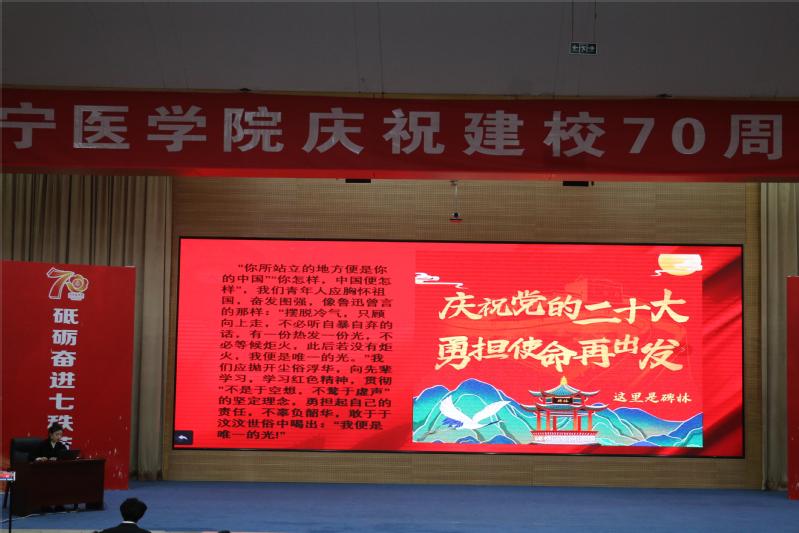 宁医学院庆祝建校70周
70
砥砺奋进七秩
"你所站立的地方便是你
的中国""你怎样，中国便怎
样"，我们青年人应胸怀祖
国，奋发图强，像鲁迅曾言
的那样："摆脱冷气，只顾
向上走，不必听自暴自弃的
话，有一份热发一份光，不
必等候炬火，此后若没有炬
火，我便是唯一的光。"我
们应抛开尘俗浮华，向先辈
学习，学习红色精神，贯彻
"不是于空想，不骛于虚声"
的坚定理念，勇担起自己的
责任，不辜负韶华，敢于于
汶汶世俗中喝出："我便是
唯一的光!"
庆祝党的二十大
勇担使命再出发
这里是碑林